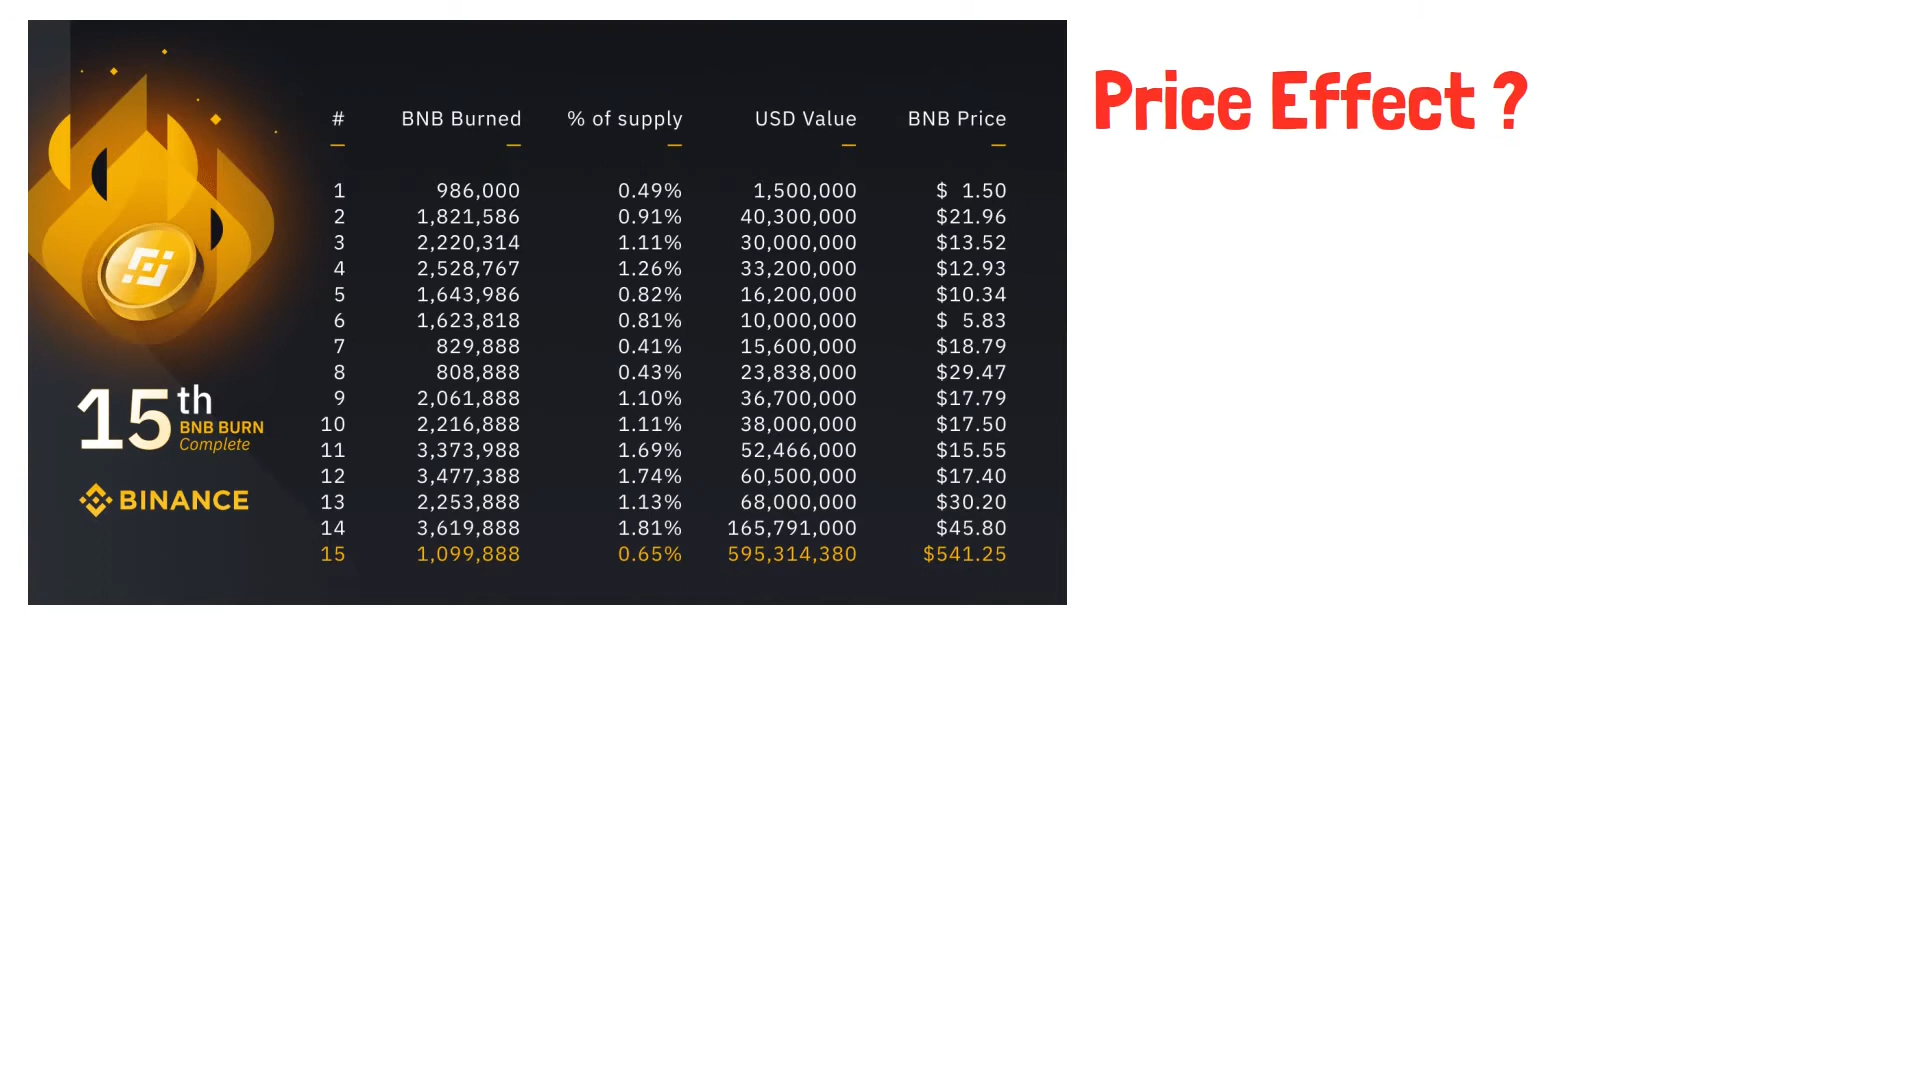 Price Effect ?
# BNB Burned % of supply USD Value BNB Price
1 986,000 0.49% 1,500,000 $ 1.50
2 1,821,586 0.91% 40,300,000 $21.96
3 2,220,314 1.11% 30,000,000 $13.52
4 2,528,767 1.26% 33,200,000 $12.93
5 1,643,986 0.82% 16,200,000 $10.34
6 1,623,818 0.81% 10,000,000 $ 5.83
7 829,888 0.41% 15,600,000 $18.79
8 808,888 0.43% 23,838,000 $29.47
9 2,061,888 1.10% 36,700,000 $17.79
10 2,216,888 1.11% 38,000,000 $17.50
11 3,373,988 1.69% 52,466,000 $15.55
12 3,477,388 1.74% 60,500,000 $17.40
13 2,253,888 1.13% 68,000,000 $30.20
14 3,619,888 1.81% 165,791,000 $45.80
15 1,099,888 0.65% 595,314,380 $541.25
15th
BNB BURN
Complete
BINANCE